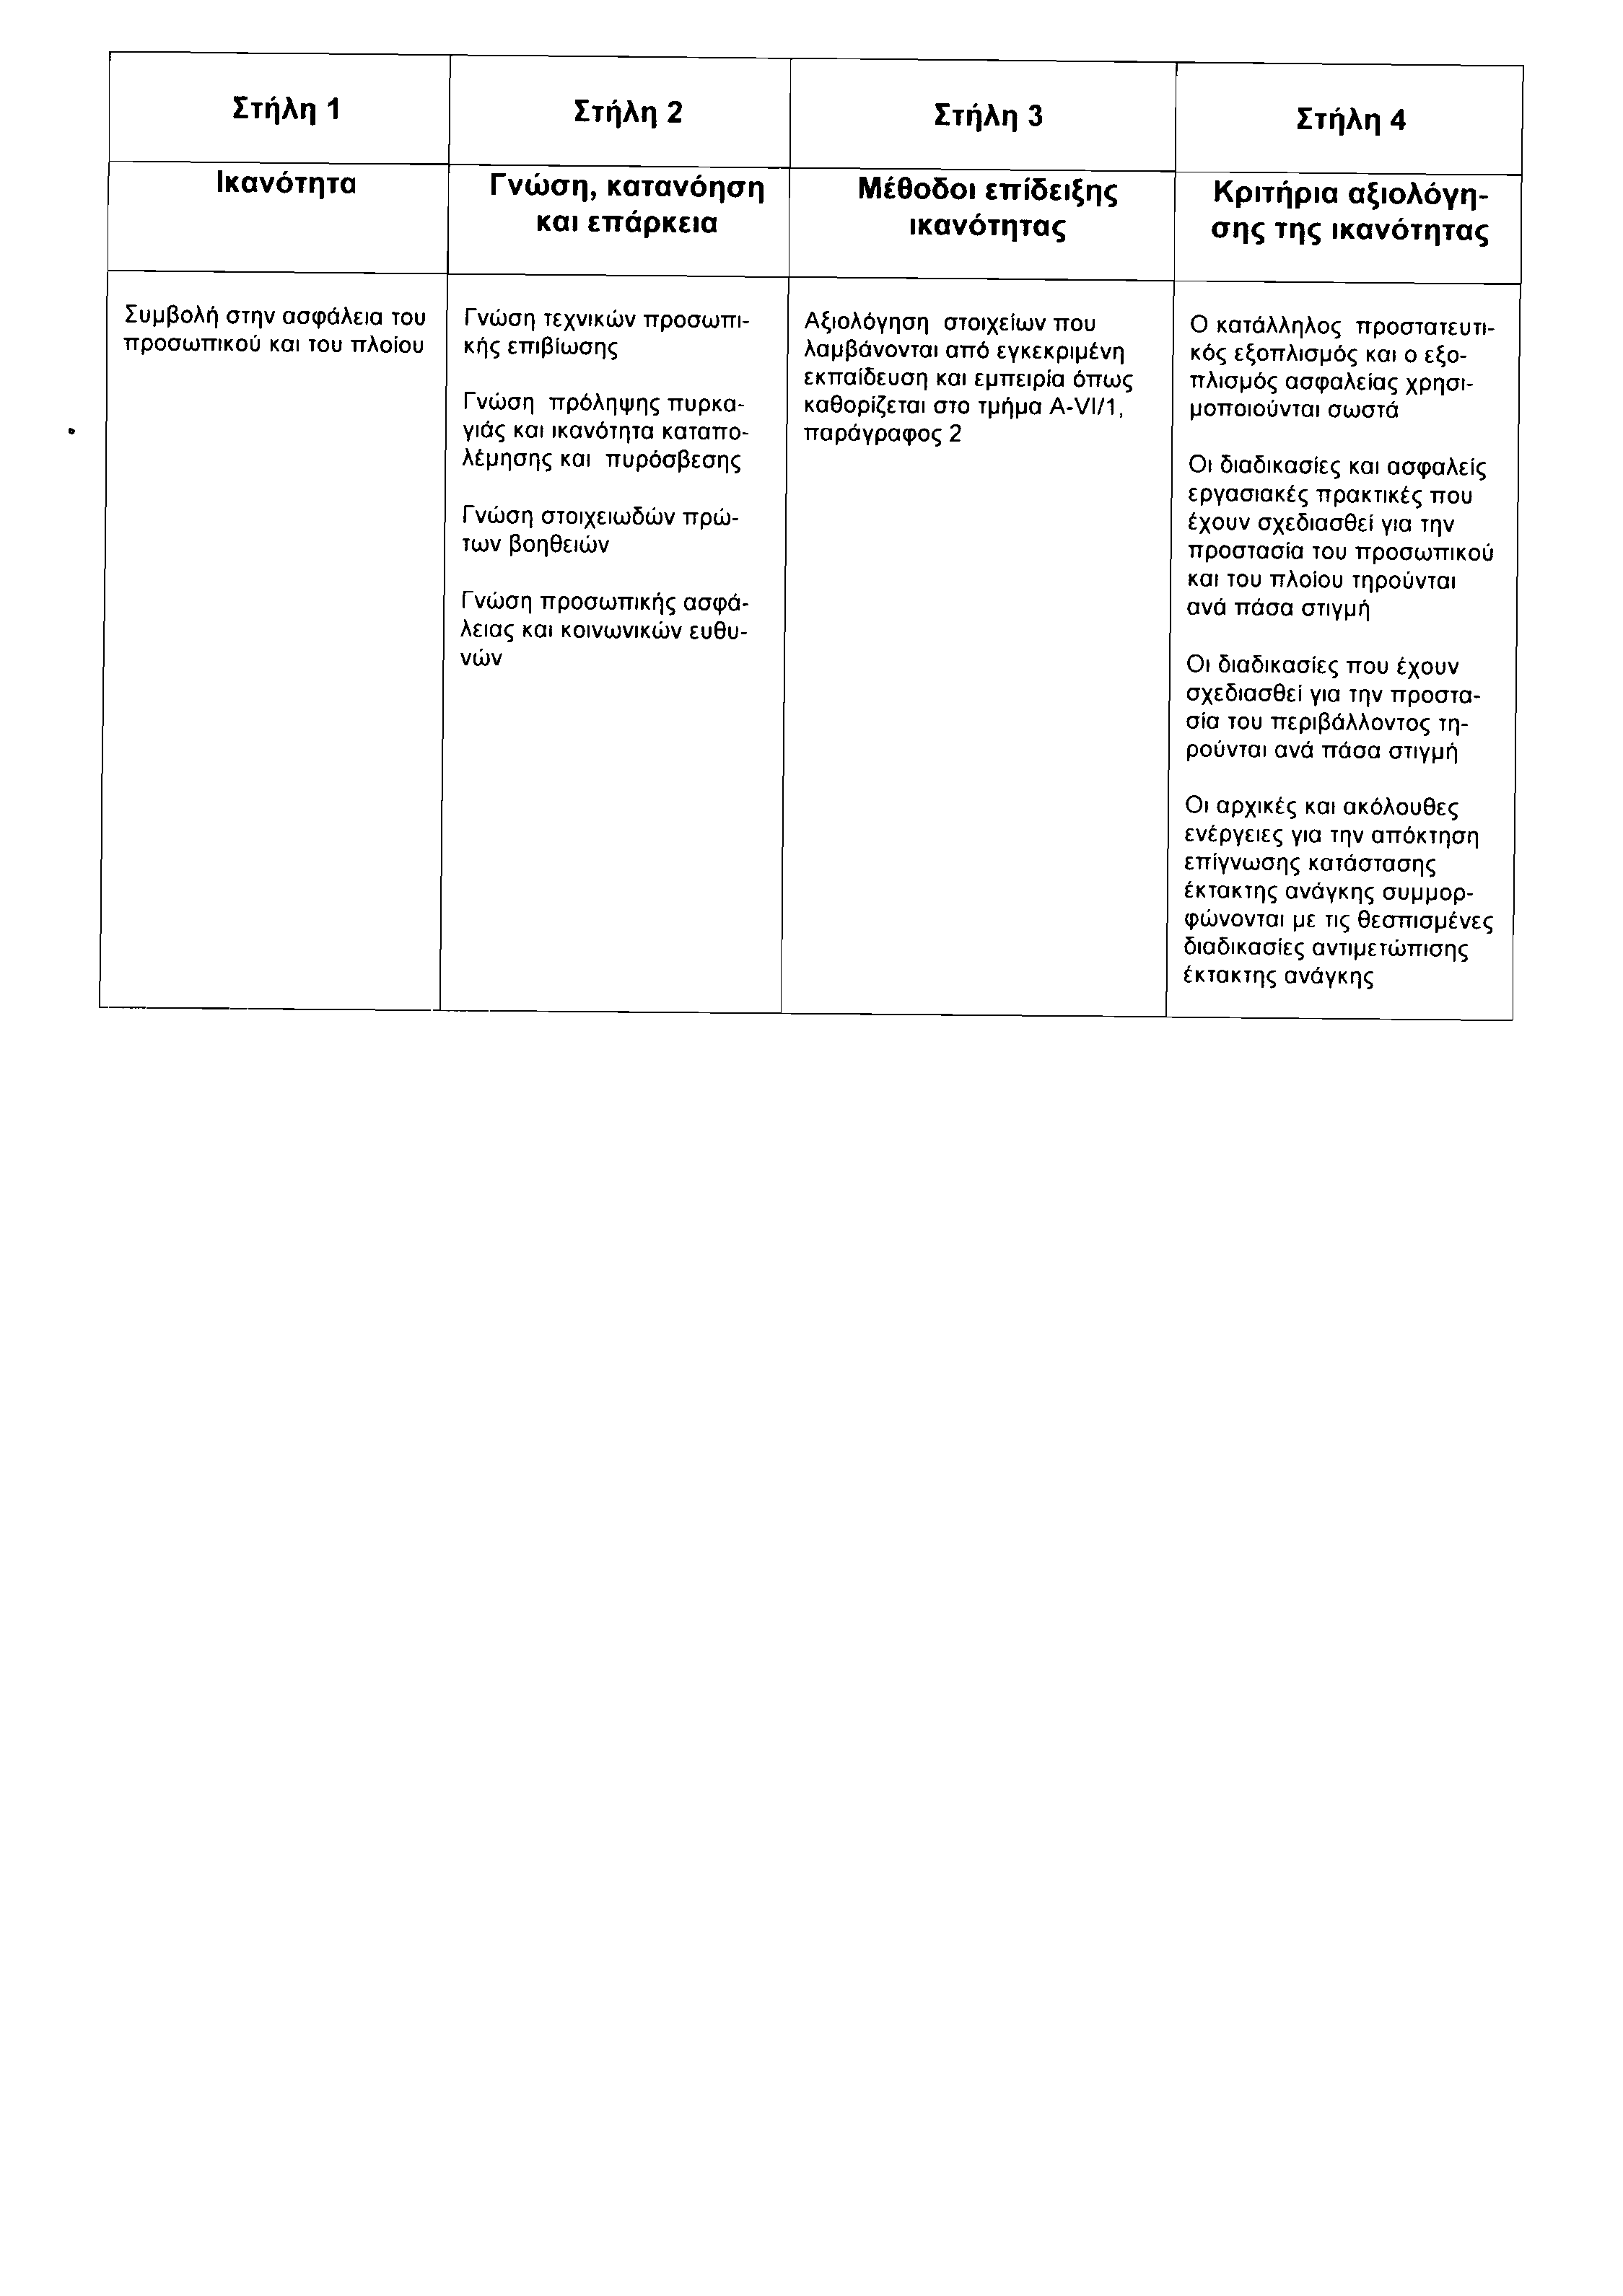 Στήλη 1
Στήλη 2
Στήλη 3
Στήλη 4
Ικανότητα
Γνώση, κατανόηση
και επάρκεια
Μέθοδοι επίδειξης
ικανότητας
Κριτήρια αξιολόγη-
σης της ικανότητας
Συμβολή στην ασφάλεια του
προσωπικού και του πλοίου
Γνώση τεχνικών προσωπι-
κής επιβίωσης
Γνώση πρόληψης πυρκα-
γιάς και ικανότητα καταπο-
λέμησης και πυρόσβεσης
Γνώση στοιχειωδών πρώ-
των βοηθειών
Γνώση προσωπικής ασφά-
λειας και κοινωνικών ευθυ-
νών
Αξιολόγηση στοιχείων που
λαμβάνονται από εγκεκριμένη
εκπαίδευση και εμπειρία όπως
καθορίζεται στο τμήμα A-VI/1,
παράγραφος 2
Ο κατάλληλος προστατευτι-
κός εξοπλισμός και ο εξο-
πλισμός ασφαλείας χρησι-
μοποιούνται σωστά
Οι διαδικασίες και ασφαλείς
εργασιακές πρακτικές που
έχουν σχεδιασθεί για την
προστασία του προσωπικού
και του πλοίου τηρούνται
ανά πάσα στιγμή
Οι διαδικασίες που έχουν
σχεδιασθεί για την προστα-
σία του περιβάλλοντος τη-
ρούνται ανά πάσα στιγμή
Οι αρχικές και ακόλουθες
ενέργειες για την απόκτηση
επίγνωσης κατάστασης
έκτακτης ανάγκης συμμορ-
φώνονται με τις θεσπισμένες
διαδικασίες αντιμετώπισης
έκτακτης ανάγκης